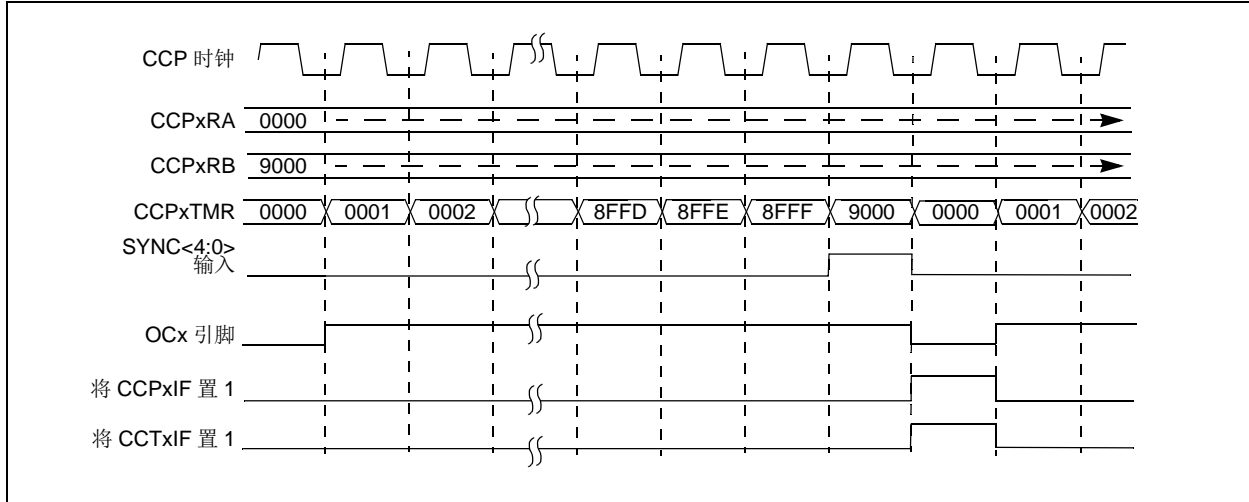 CCP 时钟
CCPxRA 0000
CCPxRB 9000
CCPxTMR 0000 0001 0002 8FFD 8FFE 8FFF 9000 0000 0001 0002
SYNC<4:0>
输入
OCx 引脚
将 CCPxIF 置 1
将 CCTxIF 置 1